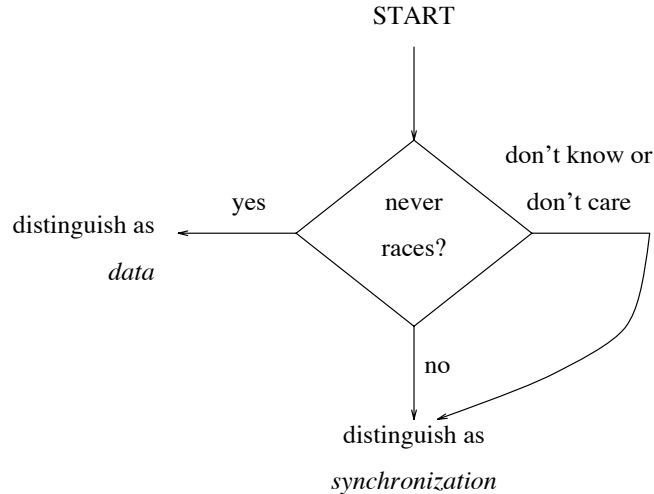 START
don't know or
don't care
yes
never
races?
distinguish as
data
no
distinguish as
synchronization